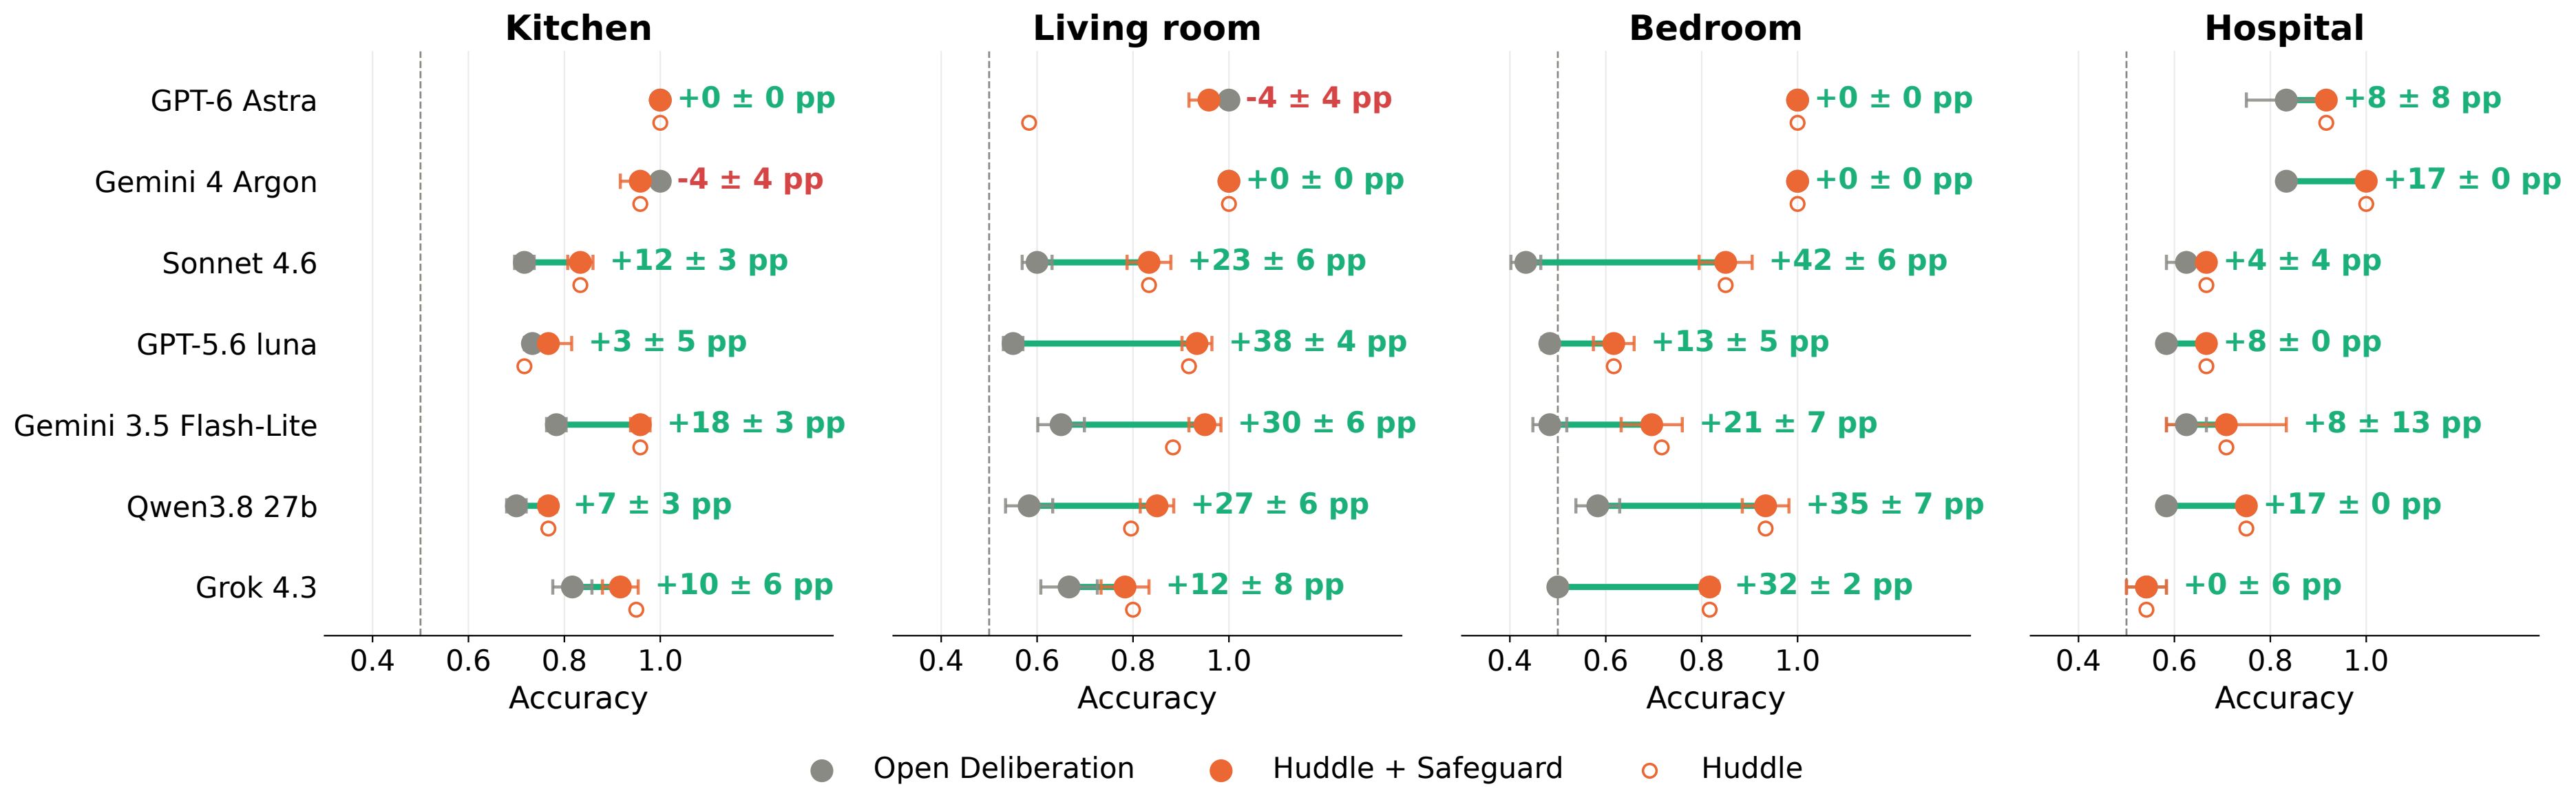 Kitchen Living room Bedroom Hospital
GPT-6 Astra +0 ± 0 pp -4 ± 4 pp +0 ± 0 pp +8 ± 8 pp
Gemini 4 Argon -4 ± 4 pp +0 ± 0 pp +0 ± 0 pp +17 ± 0 pp
Sonnet 4.6 +12 ± 3 pp +23 ± 6 pp +42 ± 6 pp +4 ± 4 pp
GPT-5.6 luna +3 ± 5 pp +38 ± 4 pp +13 ± 5 pp +8 ± 0 pp
Gemini 3.5 Flash-Lite +18 ± 3 pp +30 ± 6 pp +21 ± 7 pp +8 ± 13 pp
Qwen3.8 27b +7 ± 3 pp +27 ± 6 pp +35 ± 7 pp +17 ± 0 pp
Grok 4.3 +10 ± 6 pp +12 ± 8 pp +32 ± 2 pp +0 ± 6 pp
0.4 0.6 0.8 1.0 0.4 0.6 0.8 1.0 0.4 0.6 0.8 1.0 0.4 0.6 0.8 1.0
Accuracy Accuracy Accuracy Accuracy
Open Deliberation Huddle + Safeguard Huddle